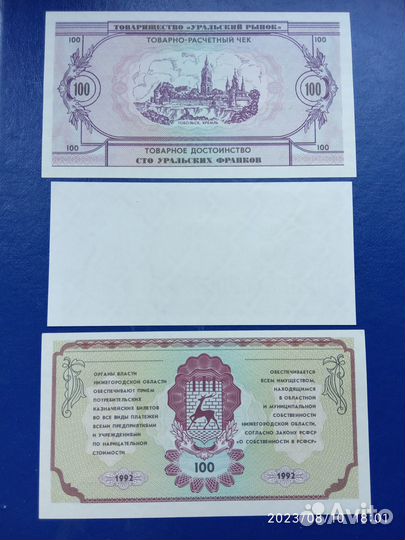 ТОВАРИЩЕСТВО «УРАЛЬСКИЙ РЫНОК»
100 ТОВАРНО-РАСЧЕТНЫЙ ЧЕК 100
100 100
ТОБОЛЬСК. КРЕМЛЬ
100 ТОВАРНОЕ ДОСТОИНСТВО 100
СТО УРАЛЬСКИХ ФРАНКОВ
ОРГАНЫ ВЛАСТИ
НИЖЕГОРОДСКОЙ ОБЛАСТИ
ОБЕСПЕЧИВАЮТ ПРИЕМ
ПОТРЕБИТЕЛЬСКИХ
КАЗНАЧЕЙСКИХ БИЛЕТОВ
ВО ВСЕ ВИДЫ ПЛАТЕЖЕЙ
ВСЕМИ ПРЕДПРИЯТИЯМИ
И УЧРЕЖДЕНИЯМИ
ПО НАРИЦАТЕЛЬНОЙ
СТОИМОСТИ
ОБЕСПЕЧИВАЕТСЯ
ВСЕМ ИМУЩЕСТВОМ,
НАХОДЯЩИМСЯ
В ОБЛАСТНОЙ
И МУНИЦИПАЛЬНОЙ
СОБСТВЕННОСТИ
НИЖЕГОРОДСКОЙ ОБЛАСТИ,
СОГЛАСНО ЗАКОНУ РСФСР
«О СОБСТВЕННОСТИ В РСФСР»
1992 100 1992
Avito
2023/08/10 18:01